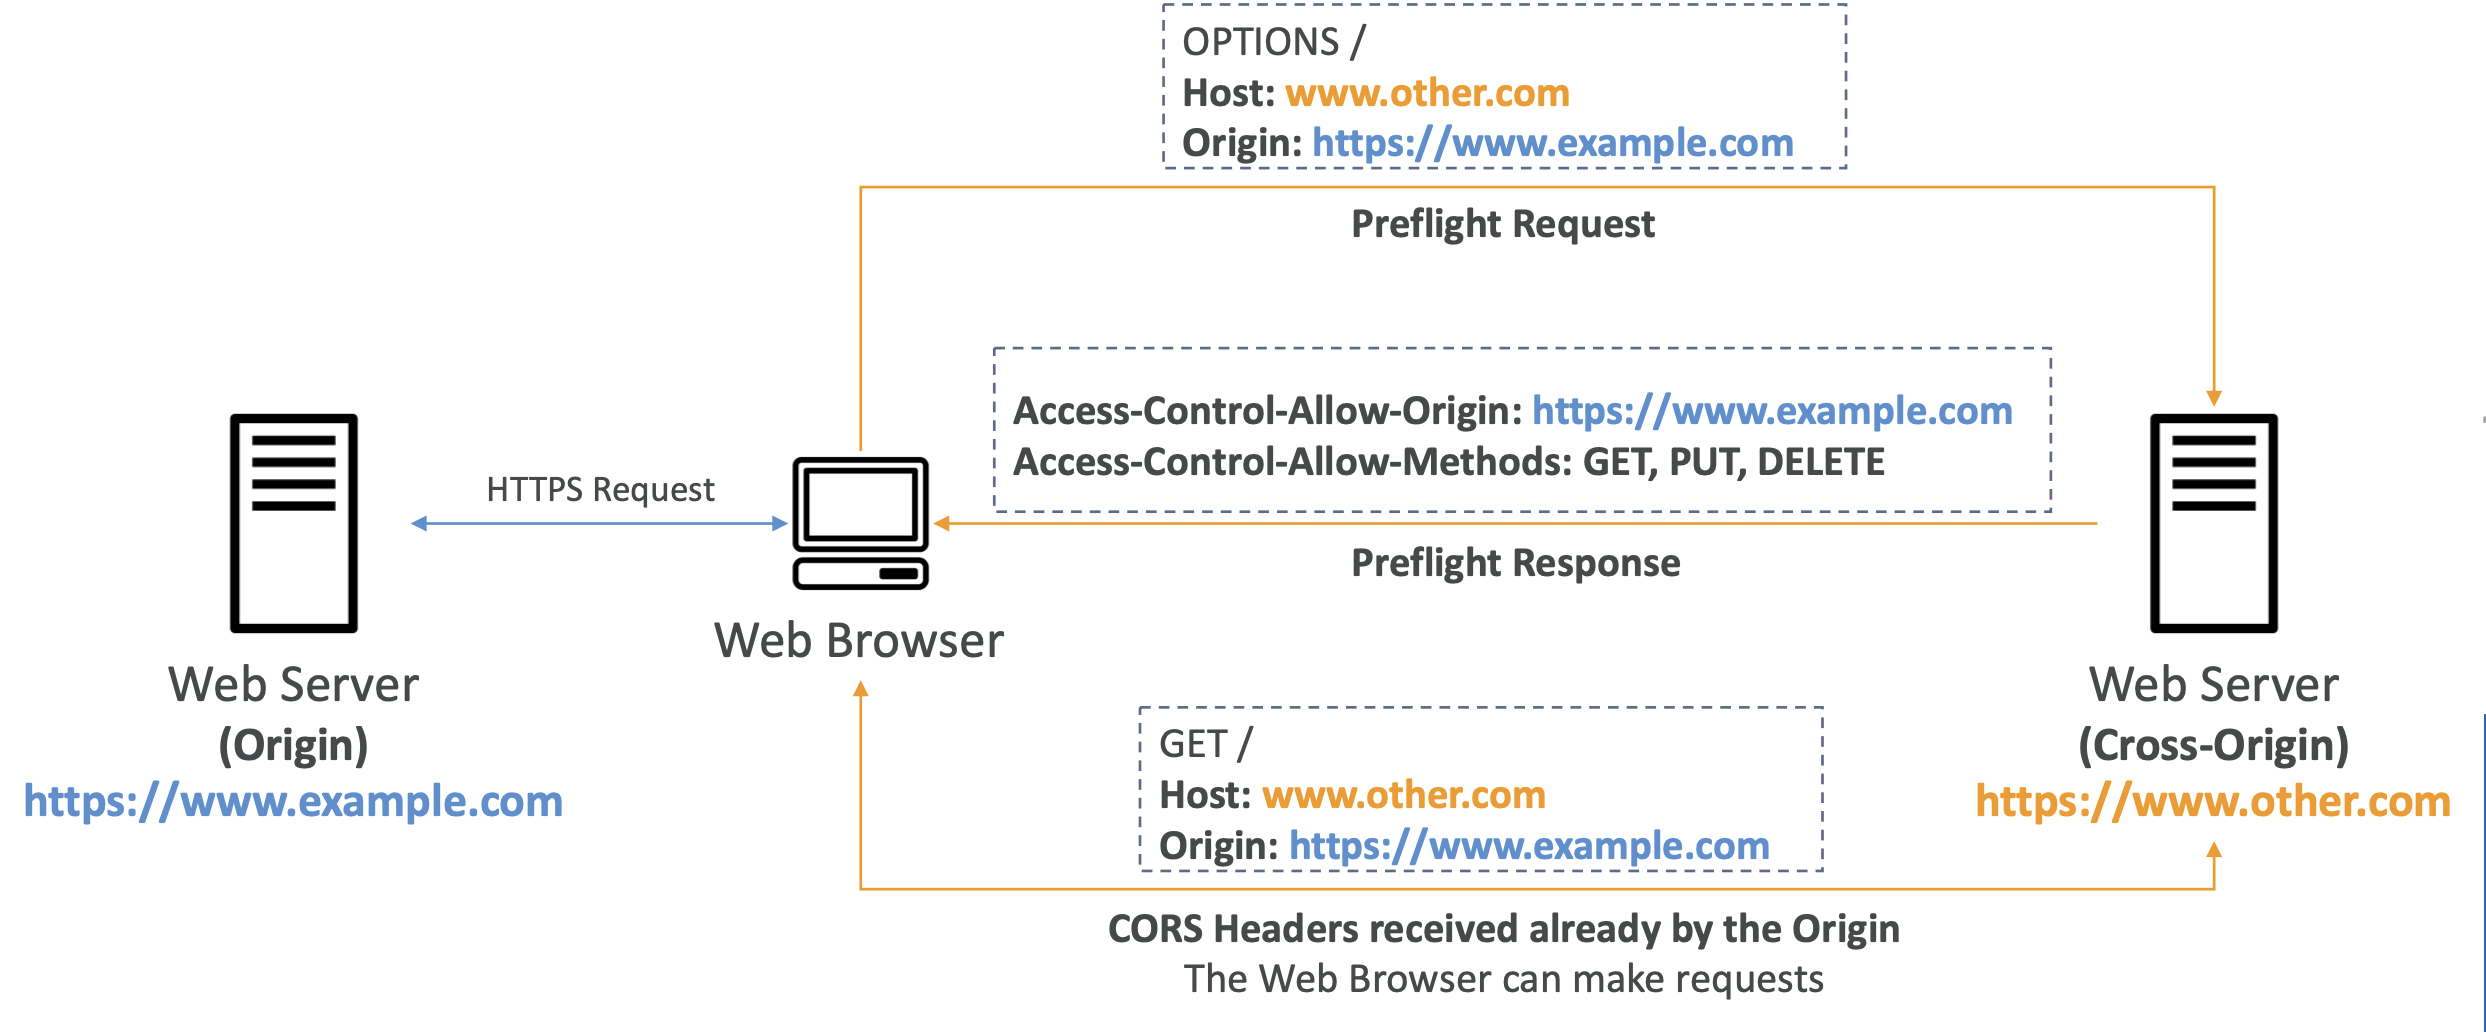 OPTIONS /
Host: www.other.com
Origin: https://www.example.com
Preflight Request
Access-Control-Allow-Origin: https://www.example.com
Access-Control-Allow-Methods: GET, PUT, DELETE
HTTPS Request
Preflight Response
Web Browser
Web Server
(Origin)
https://www.example.com
Web Server
(Cross-Origin)
https://www.other.com
GET /
Host: www.other.com
Origin: https://www.example.com
CORS Headers received already by the Origin
The Web Browser can make requests